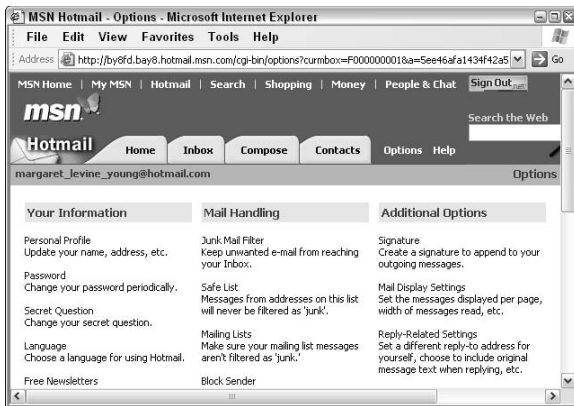 MSN Hotmail - Options - Microsoft Internet Explorer
File Edit View Favorites Tools Help
Address http://by8fd.bay8.hotmail.msn.com/cgi-bin/options?curmbox=F000000001&a=5ee46afa1434f42a5 Go
MSN Home | My MSN | Hotmail | Search | Shopping | Money | People & Chat Sign Out.net
msn
Search the Web
Hotmail Home Inbox Compose Contacts Options Help
margaret_levine_young@hotmail.com Options
Your Information
Personal Profile
Update your name, address, etc.
Password
Change your password periodically.
Secret Question
Change your secret question.
Language
Choose a language for using Hotmail.
Free Newsletters
Mail Handling
Junk Mail Filter
Keep unwanted e-mail from reaching
your Inbox.
Safe List
Messages from addresses on this list
will never be filtered as 'junk'.
Mailing Lists
Make sure your mailing list messages
aren't filtered as 'junk.'
Block Sender
Additional Options
Signature
Create a signature to append to your
outgoing messages.
Mail Display Settings
Set the messages displayed per page,
width of messages read, etc.
Reply-Related Settings
Set a different reply-to address for
yourself, choose to include original
message text when replying, etc.